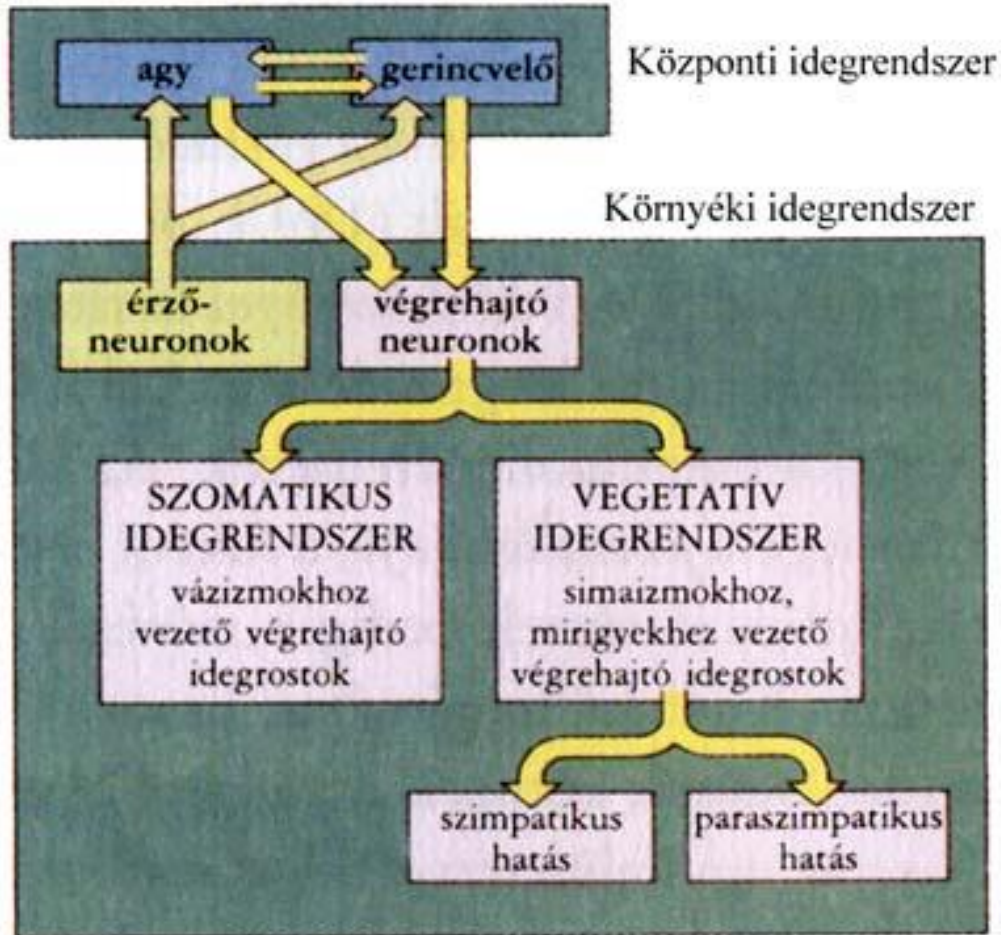 agy
gerincvelő
Központi idegrendszer
Környéki idegrendszer
érző-
neuronok
végrehajtó
neuronok
SZOMATIKUS
IDEGRENDSZER
vázizmokhoz
vezető végrehajtó
idegrostok
VEGETATÍV
IDEGRENDSZER
simaizmokhoz,
mirigyekhez vezető
végrehajtó idegrostok
szimpatikus
hatás
paraszimpatikus
hatás